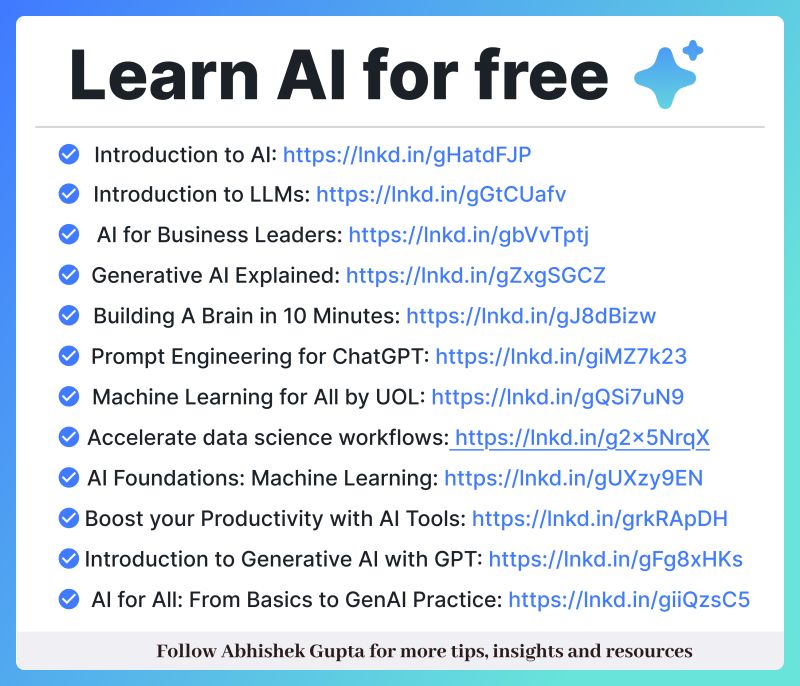 Learn AI for free
Introduction to AI: https://lnkd.in/gHatdFJP
Introduction to LLMs: https://lnkd.in/gGtCUafv
AI for Business Leaders: https://lnkd.in/gbVvTptj
Generative AI Explained: https://lnkd.in/gZxgSGCZ
Building A Brain in 10 Minutes: https://lnkd.in/gJ8dBizw
Prompt Engineering for ChatGPT: https://lnkd.in/giMZ7k23
Machine Learning for All by UOL: https://lnkd.in/gQSi7uN9
Accelerate data science workflows: https://lnkd.in/g2×5NrqX
AI Foundations: Machine Learning: https://lnkd.in/gUXzy9EN
Boost your Productivity with AI Tools: https://lnkd.in/grkRApDH
Introduction to Generative AI with GPT: https://lnkd.in/gFg8xHKs
AI for All: From Basics to GenAI Practice: https://lnkd.in/giiQzsC5
Follow Abhishek Gupta for more tips, insights and resources